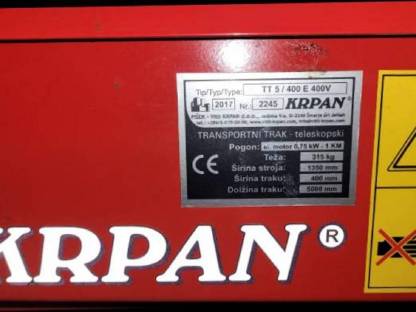 KRPAN
Tip/Typ/Type: TT 5 / 400 E 400V
2017 Nr.: 2245 KRPAN®
TRANSPORTNI TRAK - teleskopski
Pogon: el. motor 0,75 kW - 1 KM
Teža: 315 kg
Širina stroja: 1350 mm
Širina traku: 400 mm
Dolžina traku: 5000 mm
CE
KRPAN®